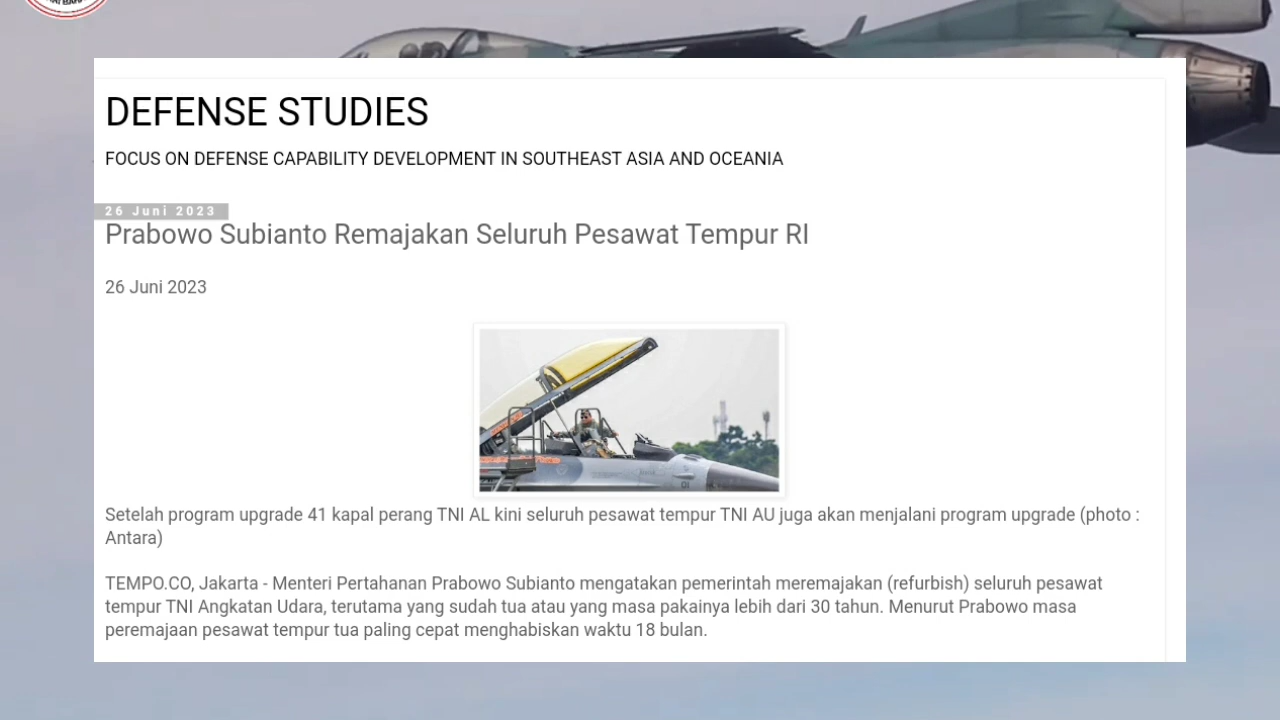 DEFENSE STUDIES
FOCUS ON DEFENSE CAPABILITY DEVELOPMENT IN SOUTHEAST ASIA AND OCEANIA
26 Juni 2023
Prabowo Subianto Remajakan Seluruh Pesawat Tempur RI
26 Juni 2023
01
Setelah program upgrade 41 kapal perang TNI AL kini seluruh pesawat tempur TNI AU juga akan menjalani program upgrade (photo :
Antara)
TEMPO.CO, Jakarta - Menteri Pertahanan Prabowo Subianto mengatakan pemerintah meremajakan (refurbish) seluruh pesawat
tempur TNI Angkatan Udara, terutama yang sudah tua atau yang masa pakainya lebih dari 30 tahun. Menurut Prabowo masa
peremajaan pesawat tempur tua paling cepat menghabiskan waktu 18 bulan.